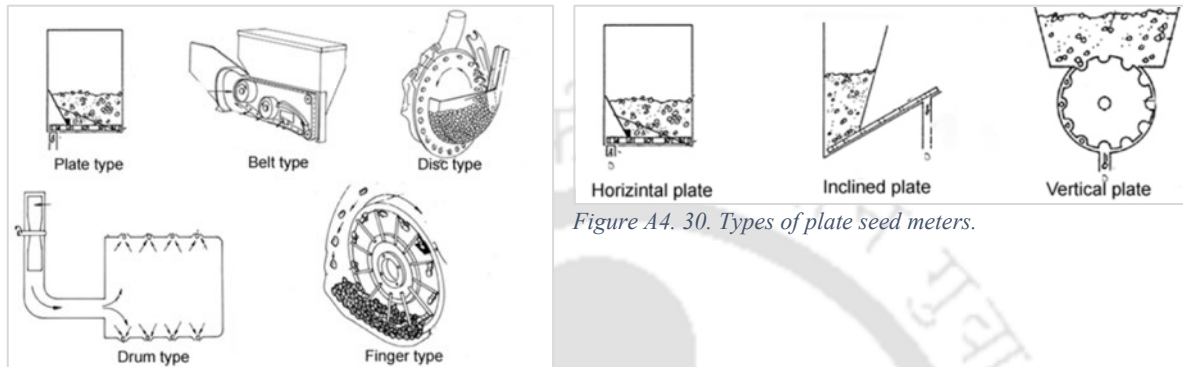 Plate type
Belt type
Disc type
Drum type
Finger type
Horizintal plate
Inclined plate
Vertical plate
Figure A4. 30. Types of plate seed meters.